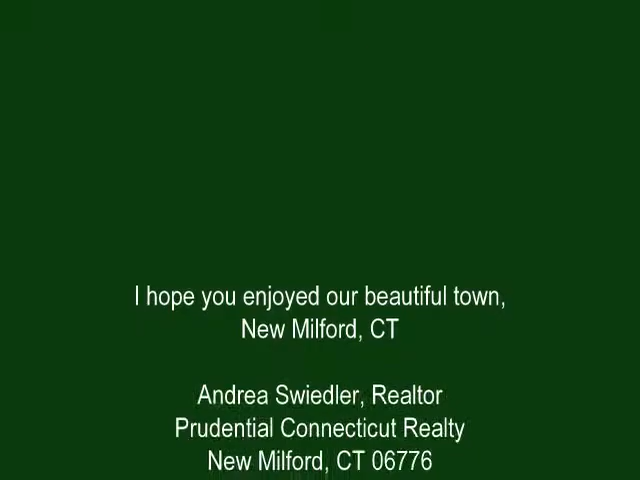 I hope you enjoyed our beautiful town,
New Milford, CT
Andrea Swiedler, Realtor
Prudential Connecticut Realty
New Milford, CT 06776